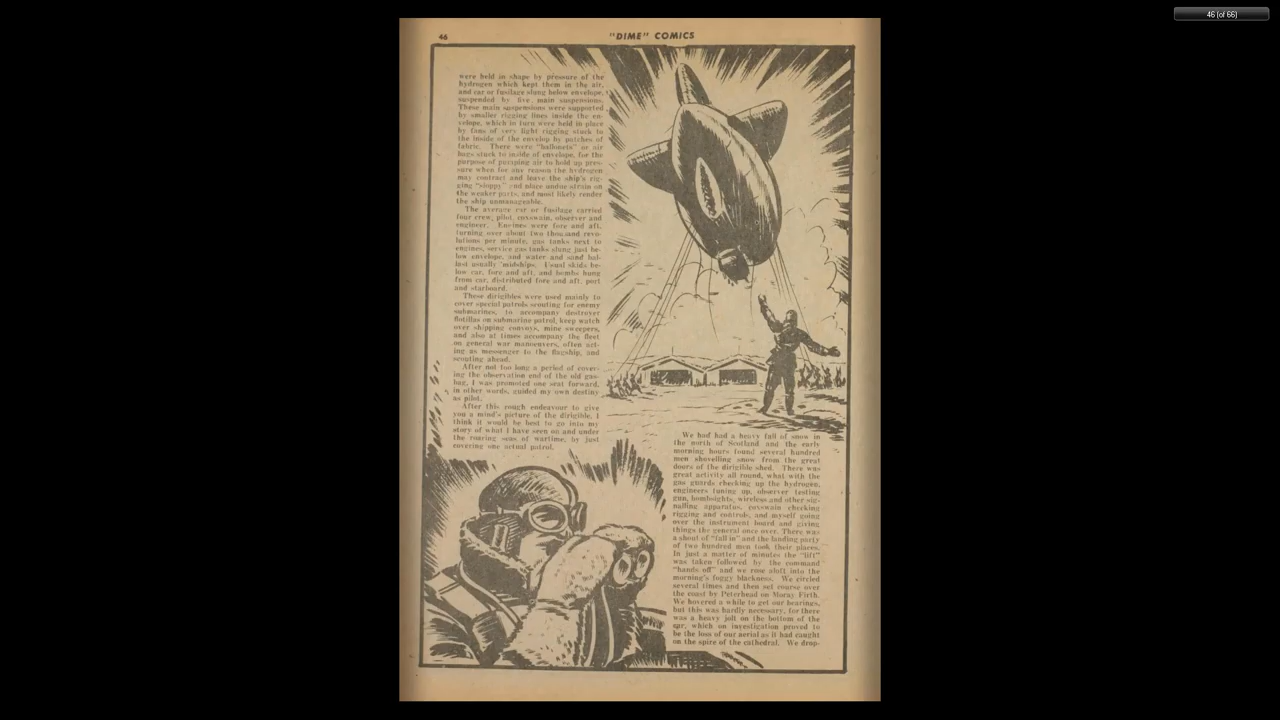 46 (of 66)
46
"DIME" COMICS
were held in shape by pressure of the
hydrogen which kept them in the air,
and car or fusilage slung below envelope,
suspended by five main suspensions.
These main suspensions were supported
by smaller rigging lines inside the en-
velope, which in turn were held in place
by fans of very light rigging stuck to
the inside of the envelop by patches of
fabric. There were "ballonets" or air
bags stuck to inside of envelope, for the
purpose of pumping air to hold up pres-
sure when for any reason the hydrogen
may contract and leave the ship's rig-
ging "sloppy" and place undue strain on
the weaker parts, and most likely render
the ship unmanageable.
The average car or fusilage carried
four crew, pilot, coxswain, observer and
engineer. Engines were fore and aft,
turning over about two thousand revo-
lutions per minute, gas tanks next to
engines, service gas tanks slung just be-
low envelope, and water and sand bal-
last usually 'midships. Usual skids be-
low car, fore and aft, and bombs hung
from car, distributed fore and aft, port
and starboard.
These dirigibles were used mainly to
cover special patrols scouting for enemy
submarines, to accompany destroyer
flotillas on submarine patrol, keep watch
over shipping convoys, mine sweepers,
and also at times accompany the fleet
on general war manoeuvers, often act-
ing as messenger to the flagship, and
scouting ahead.
After not too long a period of cover-
ing the observation end of the old gas-
bag, I was promoted one seat forward,
in other words, guided my own destiny
as pilot.
After this rough endeavour to give
you a mind's picture of the dirigible, I
think it would be best to go into my
story of what I have seen on and under
the roaring seas of wartime, by just
covering one actual patrol.
We had had a heavy fall of snow in
the north of Scotland and the early
morning hours found several hundred
men shovelling snow from the great
doors of the dirigible shed. There was
great activity all round, what with the
gas guards checking up the hydrogen,
engineers tuning up, observer testing
gun, bombsights, wireless and other sig-
nalling apparatus, coxswain checking
rigging and controls, and myself going
over the instrument board and giving
things the general once over. There was
a shout of "fall in" and the landing party
of two hundred men took their places.
In just a matter of minutes the "lift"
was taken followed by the command
"hands off" and we rose aloft into the
morning's foggy blackness. We circled
several times and then set course over
the coast by Peterhead on Moray Firth.
We hovered a while to get our bearings,
but this was hardly necessary, for there
was a heavy jolt on the bottom of the
car, which on investigation proved to
be the loss of our aerial as it had caught
on the spire of the cathedral. We drop-